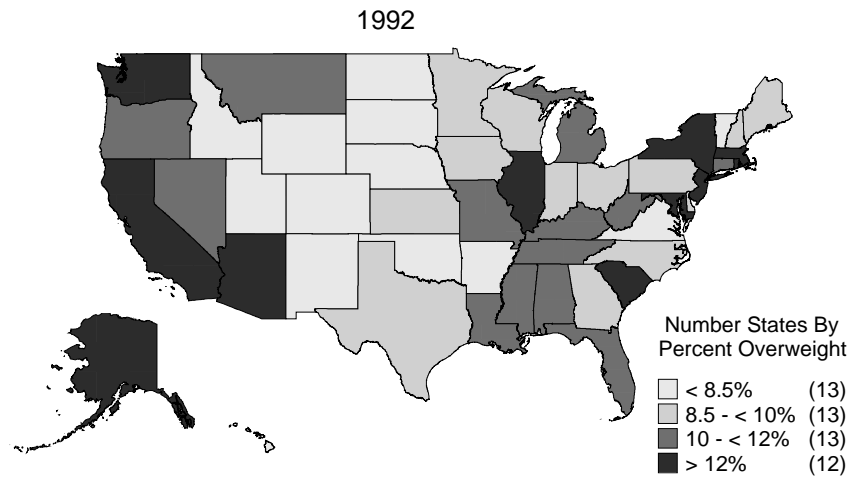 1992
Number States By
Percent Overweight
< 8.5% (13)
8.5 - < 10% (13)
10 - < 12% (13)
> 12% (12)